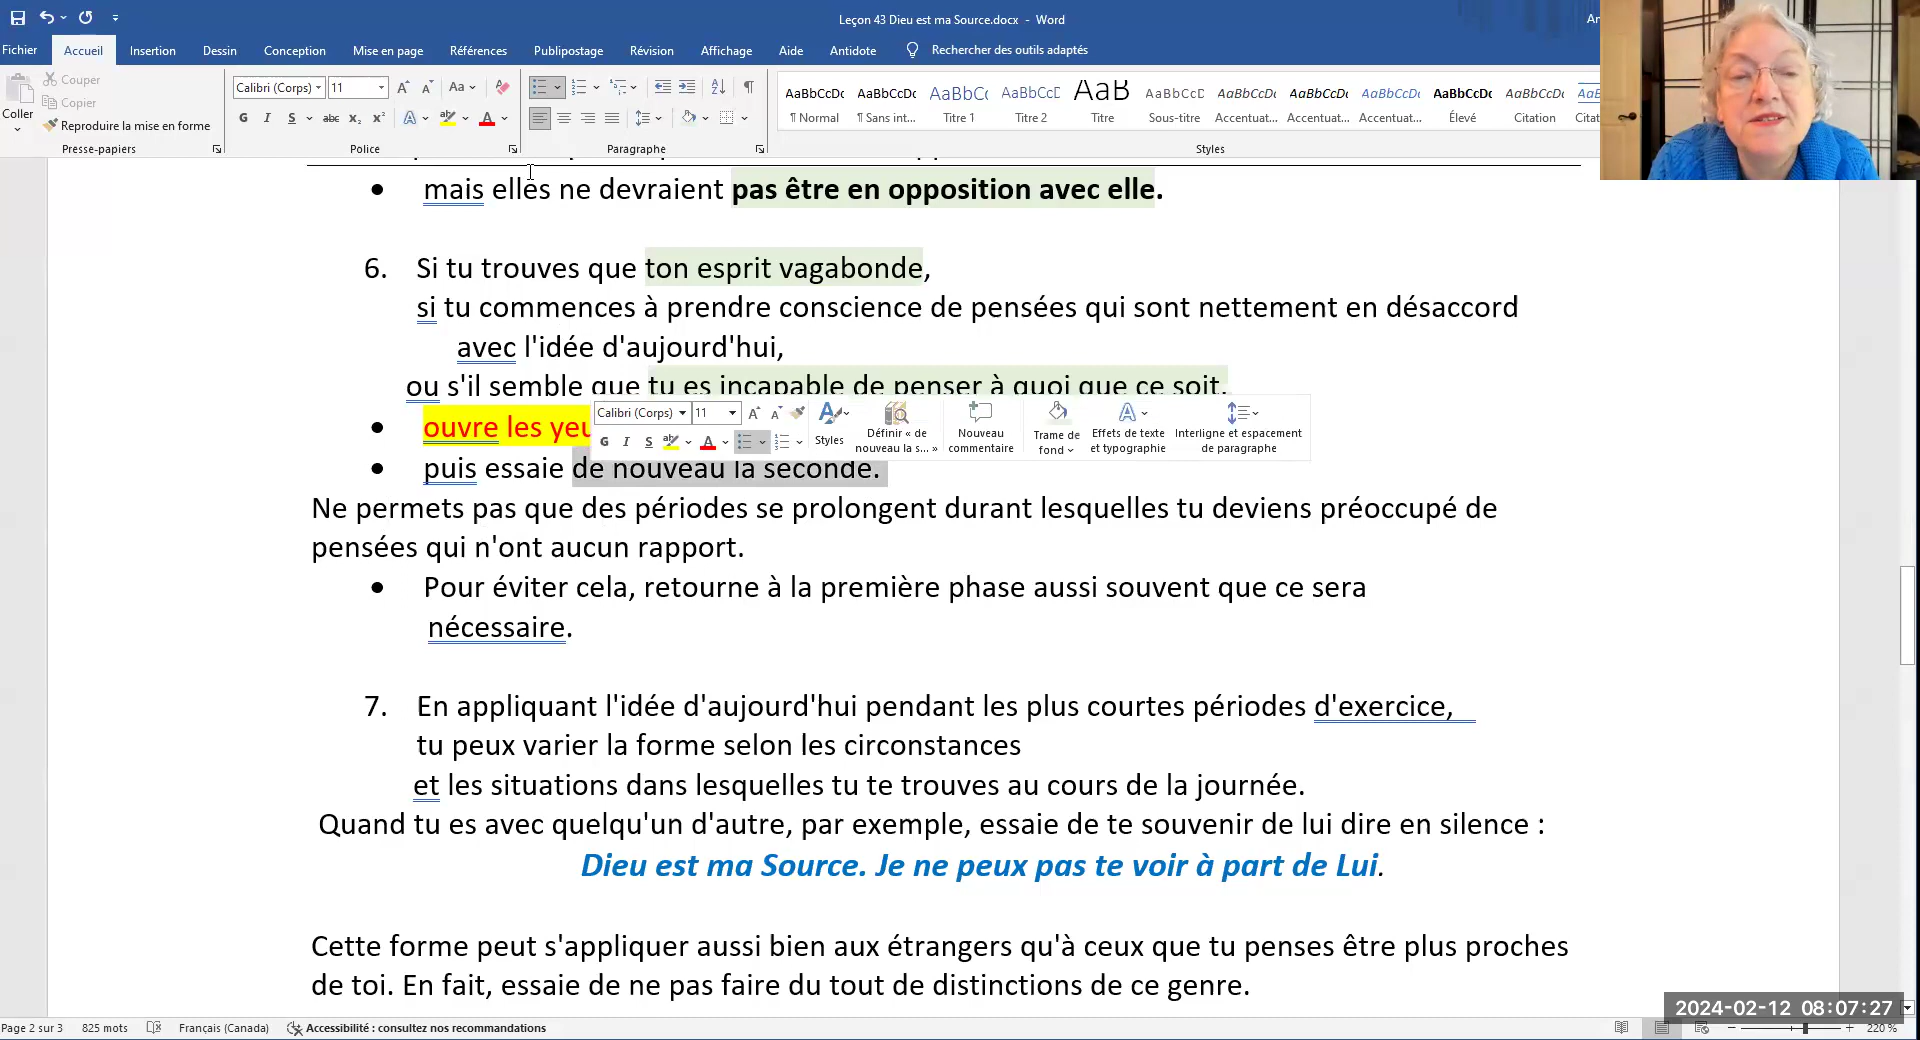 Leçon 43 Dieu est ma Source.docx - Word
Fichier Accueil Insertion Dessin Conception Mise en page Références Publipostage Révision Affichage Aide Antidote Rechercher des outils adaptés
Couper
Copier
Coller
Reproduire la mise en forme
Presse-papiers
Calibri (Corps) 11
Police
Paragraphe
AaBbCcDc AaBbCcDc AaBbCc AaBbCcD AaB AaBbCcD AaBbCcDc AaBbCcDc AaBbCcDc AaBbCcDc AaBbCcDc
¶ Normal ¶ Sans int... Titre 1 Titre 2 Titre Sous-titre Accentuat... Accentuat... Accentuat... Élevé Citation
Styles
• mais elles ne devraient pas être en opposition avec elle.
6. Si tu trouves que ton esprit vagabonde,
si tu commences à prendre conscience de pensées qui sont nettement en désaccord
avec l'idée d'aujourd'hui,
ou s'il semble que tu es incapable de penser à quoi que ce soit,
• ouvre les yeu
Calibri (Corps) 11
Styles
Définir « de nouveau la s... »
Nouveau commentaire
Trame de fond
Effets de texte et typographie
Interligne et espacement de paragraphe
• puis essaie de nouveau la seconde.
Ne permets pas que des périodes se prolongent durant lesquelles tu deviens préoccupé de
pensées qui n'ont aucun rapport.
• Pour éviter cela, retourne à la première phase aussi souvent que ce sera
nécessaire.
7. En appliquant l'idée d'aujourd'hui pendant les plus courtes périodes d'exercice,
tu peux varier la forme selon les circonstances
et les situations dans lesquelles tu te trouves au cours de la journée.
Quand tu es avec quelqu'un d'autre, par exemple, essaie de te souvenir de lui dire en silence :
Dieu est ma Source. Je ne peux pas te voir à part de Lui.
Cette forme peut s'appliquer aussi bien aux étrangers qu'à ceux que tu penses être plus proches
de toi. En fait, essaie de ne pas faire du tout de distinctions de ce genre.
2024-02-12 08:07:27
Page 2 sur 3 825 mots Français (Canada) Accessibilité : consultez nos recommandations 220 %